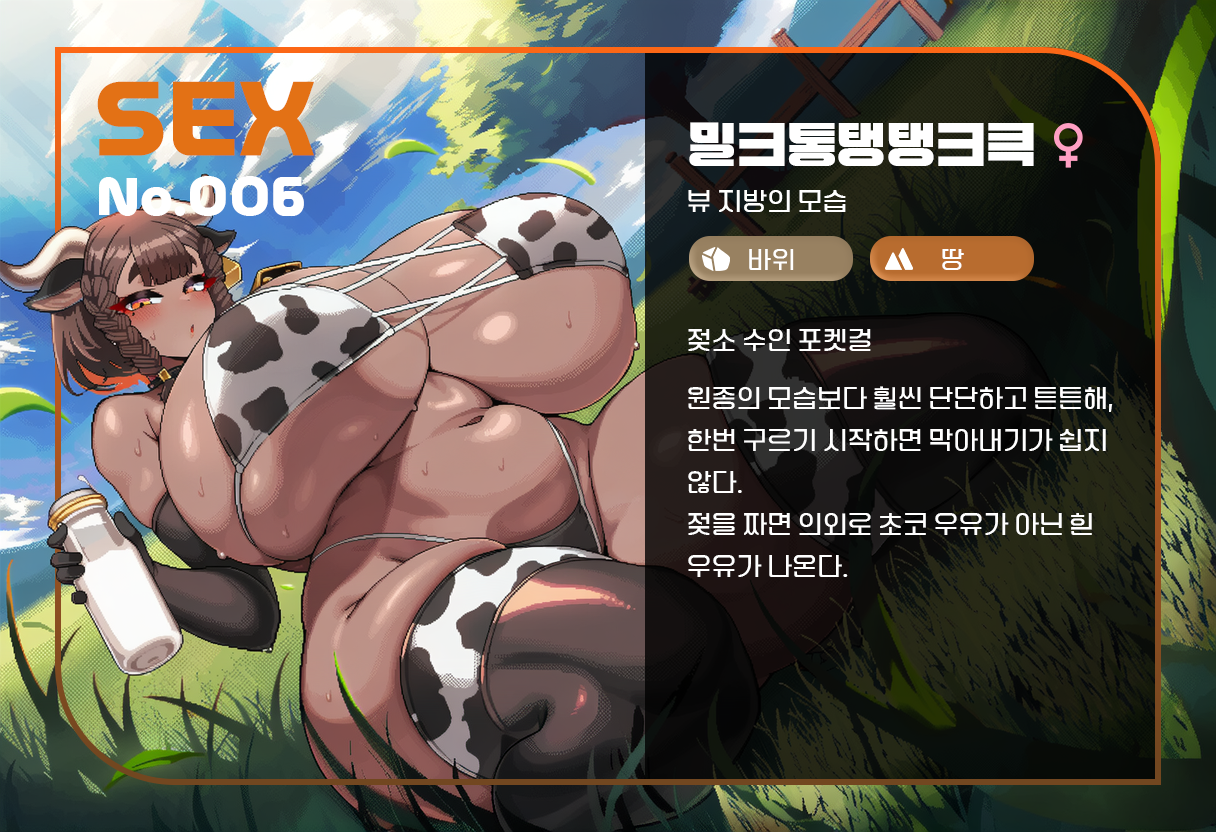 SEX
No.006
밀크통탱탱크큭 ♀
뷰 지방의 모습
바위 땅
젖소 수인 포켓걸
원종의 모습보다 훨씬 단단하고 튼튼해,
한번 구르기 시작하면 막아내기가 쉽지
않다.
젖을 짜면 의외로 초코 우유가 아닌 흰
우유가 나온다.